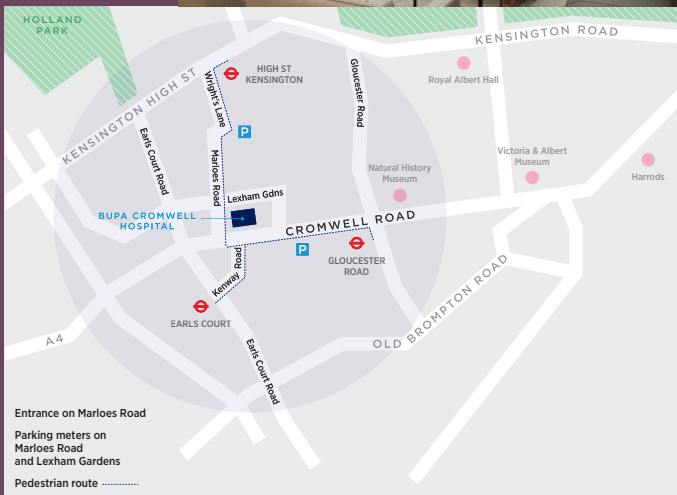 HOLLAND
PARK
KENSINGTON ROAD
KENSINGTON HIGH ST
HIGH ST
KENSINGTON
Wright's Lane
Gloucester Road
Royal Albert Hall
P
Earls Court Road
Marloes Road
Victoria & Albert
Museum
Natural History
Museum
Harrods
Lexham Gdns
BUPA CROMWELL
HOSPITAL
CROMWELL ROAD
P
GLOUCESTER
ROAD
Kenway Road
EARLS COURT
A4
OLD BROMPTON ROAD
Earls Court Road
Entrance on Marloes Road
Parking meters on
Marloes Road
and Lexham Gardens
Pedestrian route